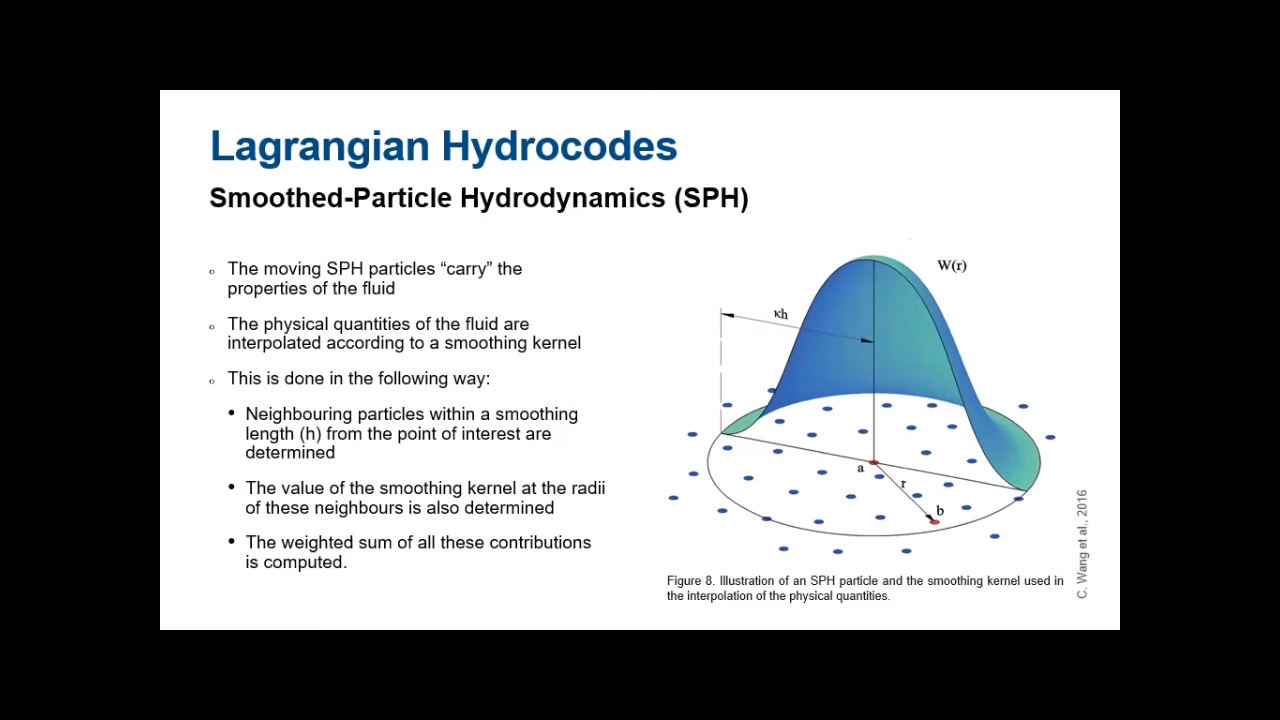 Lagrangian Hydrocodes
Smoothed-Particle Hydrodynamics (SPH)
The moving SPH particles “carry” the
properties of the fluid
The physical quantities of the fluid are
interpolated according to a smoothing kernel
This is done in the following way:
• Neighbouring particles within a smoothing
length (h) from the point of interest are
determined
• The value of the smoothing kernel at the radii
of these neighbours is also determined
• The weighted sum of all these contributions
is computed.
W(r)
κh
a
r
b
C. Wang et al., 2016
Figure 8. Illustration of an SPH particle and the smoothing kernel used in
the interpolation of the physical quantities.